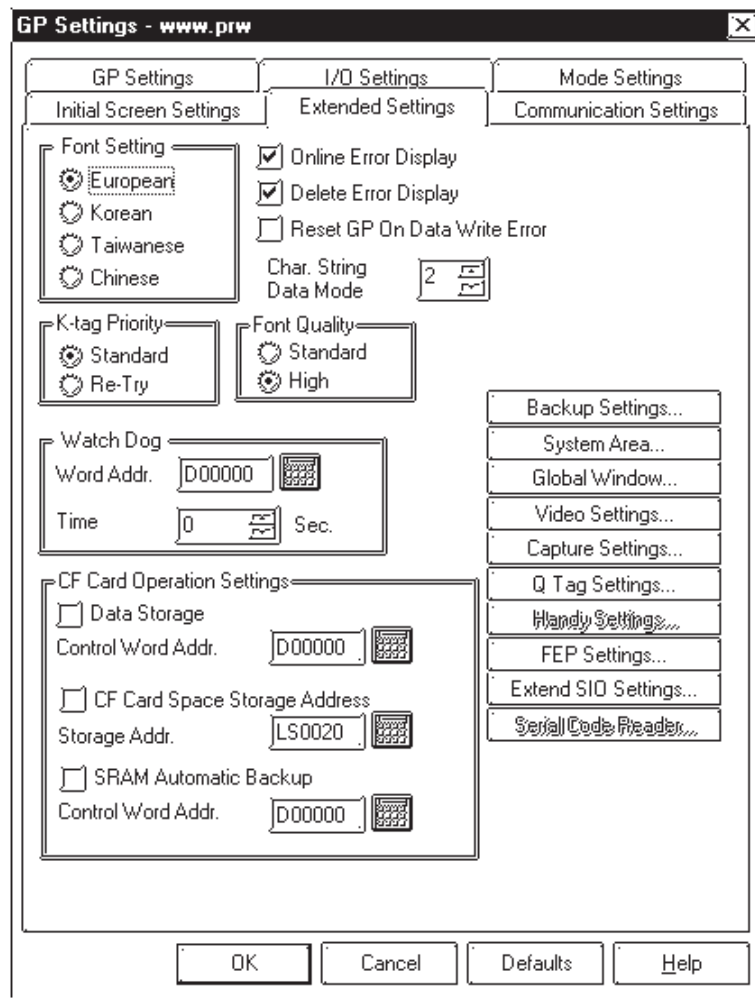 GP Settings - www.prw
GP Settings
I/O Settings
Mode Settings
Initial Screen Settings
Extended Settings
Communication Settings
Font Setting
European
Korean
Taiwanese
Chinese
Online Error Display
Delete Error Display
Reset GP On Data Write Error
Char. String
Data Mode
2
K-tag Priority
Standard
Re-Try
Font Quality
Standard
High
Watch Dog
Word Addr.
D00000
Time
0
Sec.
CF Card Operation Settings
Data Storage
Control Word Addr.
D00000
CF Card Space Storage Address
Storage Addr.
LS0020
SRAM Automatic Backup
Control Word Addr.
D00000
Backup Settings...
System Area...
Global Window...
Video Settings...
Capture Settings...
Q Tag Settings...
Handy Settings...
FEP Settings...
Extend SIO Settings...
Serial Code Reader...
OK
Cancel
Defaults
Help